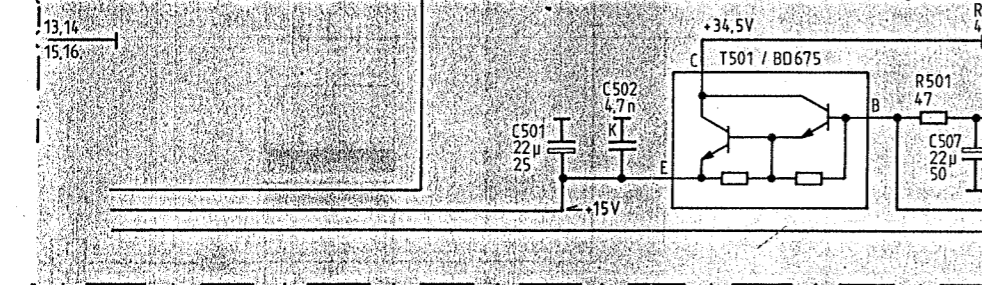 13,14
15,16.
+34,5V
R
4
C
T501 / BD675
C502
4.7n
K
C501
22µ
25
E
B
R501
47
C507
22µ
50
+15V